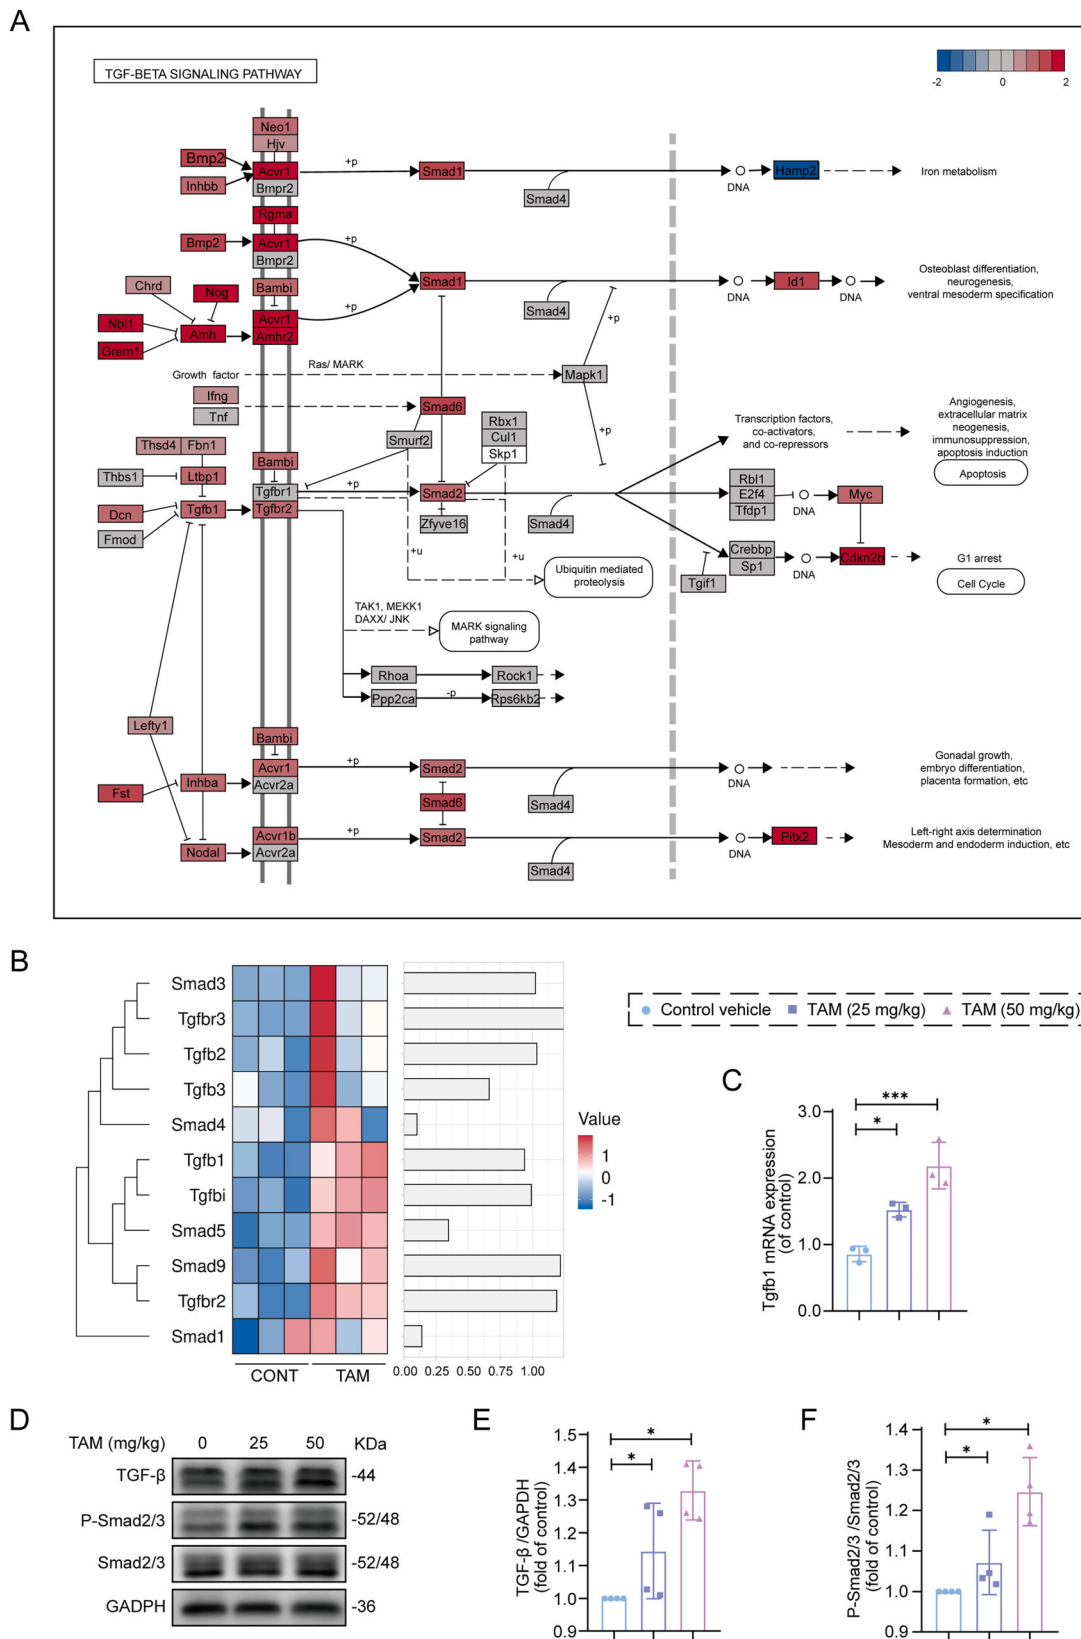 A
TGF-BETA SIGNALING PATHWAY
-2 0 2
Neo1
Hjv
Bmp2
Inhbb
Acvr1
Bmpr2
+p
Smad1
Smad4
DNA
Hamp2
Iron metabolism
Rgma
Bmp2
Acvr1
Bmpr2
+p
Chrd
Nog
Nbl1
Grem1
Amh
Bambi
Acvr1
Amhr2
+p
Smad1
Smad4
+p
DNA
Id1
DNA
Osteoblast differentiation,
neurogenesis,
ventral mesoderm specification
Growth factor
Ras/ MARK
Mapk1
+p
Ifng
Tnf
Smad6
Smurf2
Rbx1
Cul1
Skp1
Transcription factors,
co-activators,
and co-repressors
Angiogenesis,
extracellular matrix
neogenesis,
immunosuppression,
apoptosis induction
Apoptosis
Thsd4 Fbn1
Thbs1
Ltbp1
Dcn
Fmod
Tgfb1
Bambi
Tgfbr1
Tgfbr2
+p
Smad2
Zfyve16
Smad4
+u
+u
Ubiquitin mediated
proteolysis
Rbl1
E2f4
Tfdp1
DNA
Myc
Crebbp
Sp1
Tgif1
DNA
Cdkn2b
G1 arrest
Cell Cycle
TAK1, MEKK1
DAXX/ JNK
MARK signaling
pathway
Rhoa
Rock1
Ppp2ca
-p
Rps6kb2
Lefty1
Fst
Inhba
Nodal
Bambi
Acvr1
Acvr2a
+p
Smad2
Smad6
Smad4
DNA
Gonadal growth,
embryo differentiation,
placenta formation, etc
Acvr1b
Acvr2a
+p
Smad2
Smad4
DNA
Pitx2
Left-right axis determination
Mesoderm and endoderm induction, etc
B
Smad3
Tgfbr3
Tgfb2
Tgfb3
Smad4
Tgfb1
Tgfbi
Smad5
Smad9
Tgfbr2
Smad1
CONT TAM
0.00 0.25 0.50 0.75 1.00
Value
1
0
-1
Control vehicle TAM (25 mg/kg) TAM (50 mg/kg)
C
Tgfb1 mRNA expression
(of control)
3.0
2.0
1.0
0.0
*
***
D
TAM (mg/kg) 0 25 50 KDa
TGF-β -44
P-Smad2/3 -52/48
Smad2/3 -52/48
GADPH -36
E
TGF-β /GAPDH
(fold of control)
1.5
1.4
1.3
1.2
1.1
1.0
0.9
*
*
F
P-Smad2/3 /Smad2/3
(fold of control)
1.4
1.3
1.2
1.1
1.0
0.9
*
*